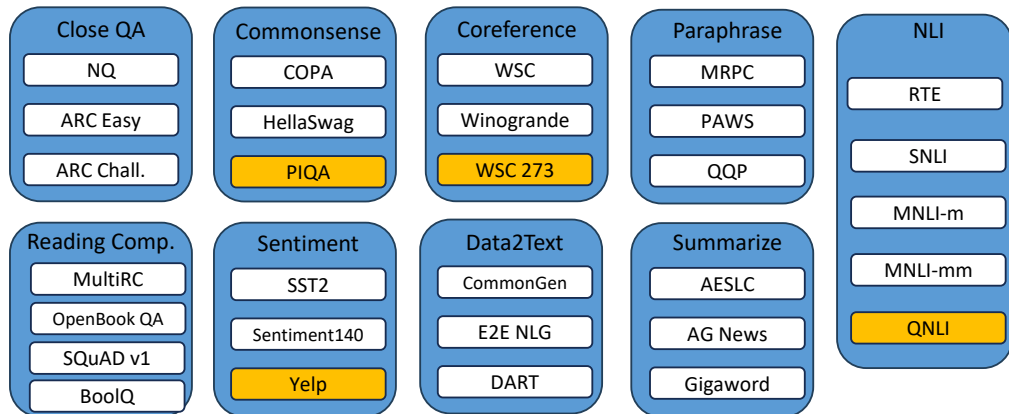 Close QA
NQ
ARC Easy
ARC Chall.
Commonsense
COPA
HellaSwag
PIQA
Coreference
WSC
Winogrande
WSC 273
Paraphrase
MRPC
PAWS
QQP
NLI
RTE
SNLI
MNLI-m
MNLI-mm
QNLI
Reading Comp.
MultiRC
OpenBook QA
SQuAD v1
BoolQ
Sentiment
SST2
Sentiment140
Yelp
Data2Text
CommonGen
E2E NLG
DART
Summarize
AESLC
AG News
Gigaword